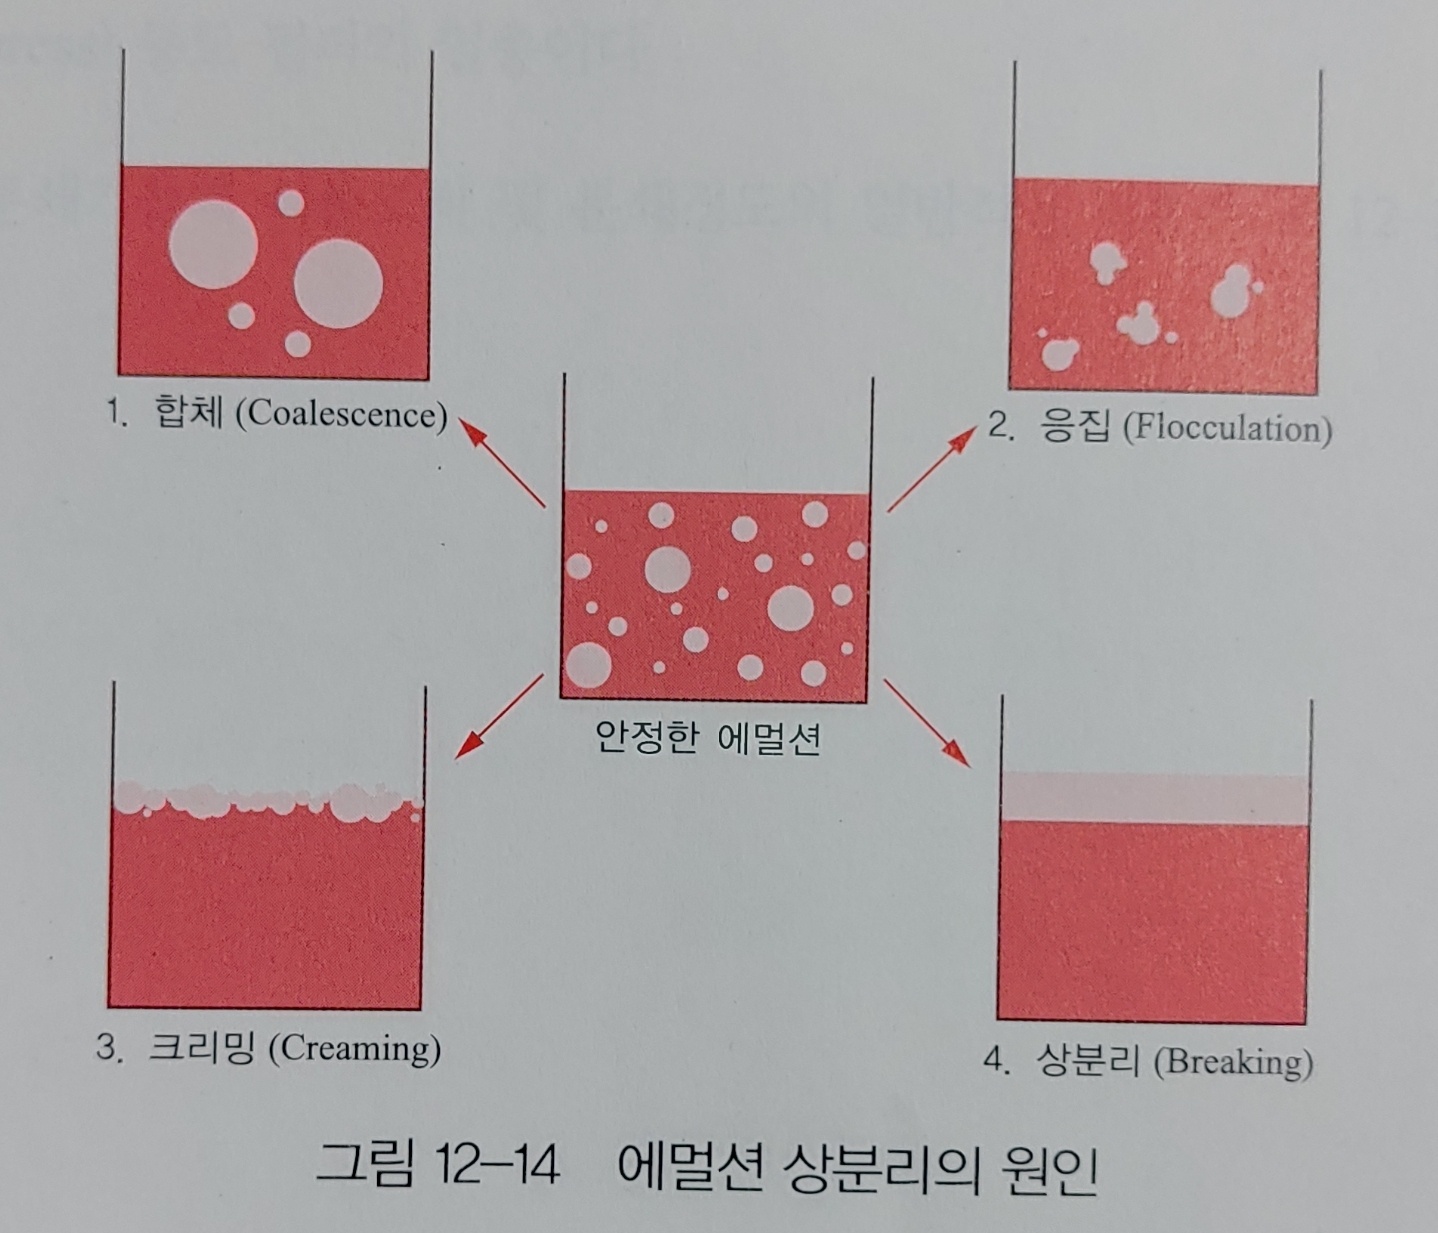 1. 합체 (Coalescence)
2. 응집 (Flocculation)
안정한 에멀션
3. 크리밍 (Creaming)
4. 상분리 (Breaking)
그림 12–14 에멀션 상분리의 원인